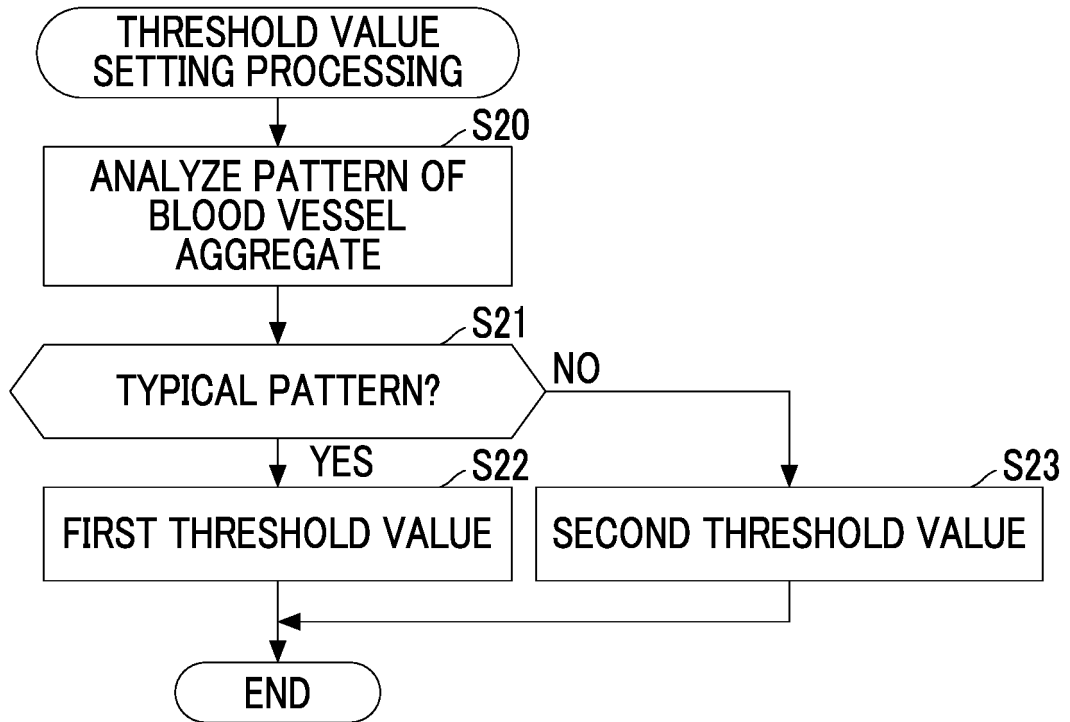 THRESHOLD VALUE
SETTING PROCESSING
S20
ANALYZE PATTERN OF
BLOOD VESSEL
AGGREGATE
S21
TYPICAL PATTERN?
NO
YES
S22
FIRST THRESHOLD VALUE
S23
SECOND THRESHOLD VALUE
END